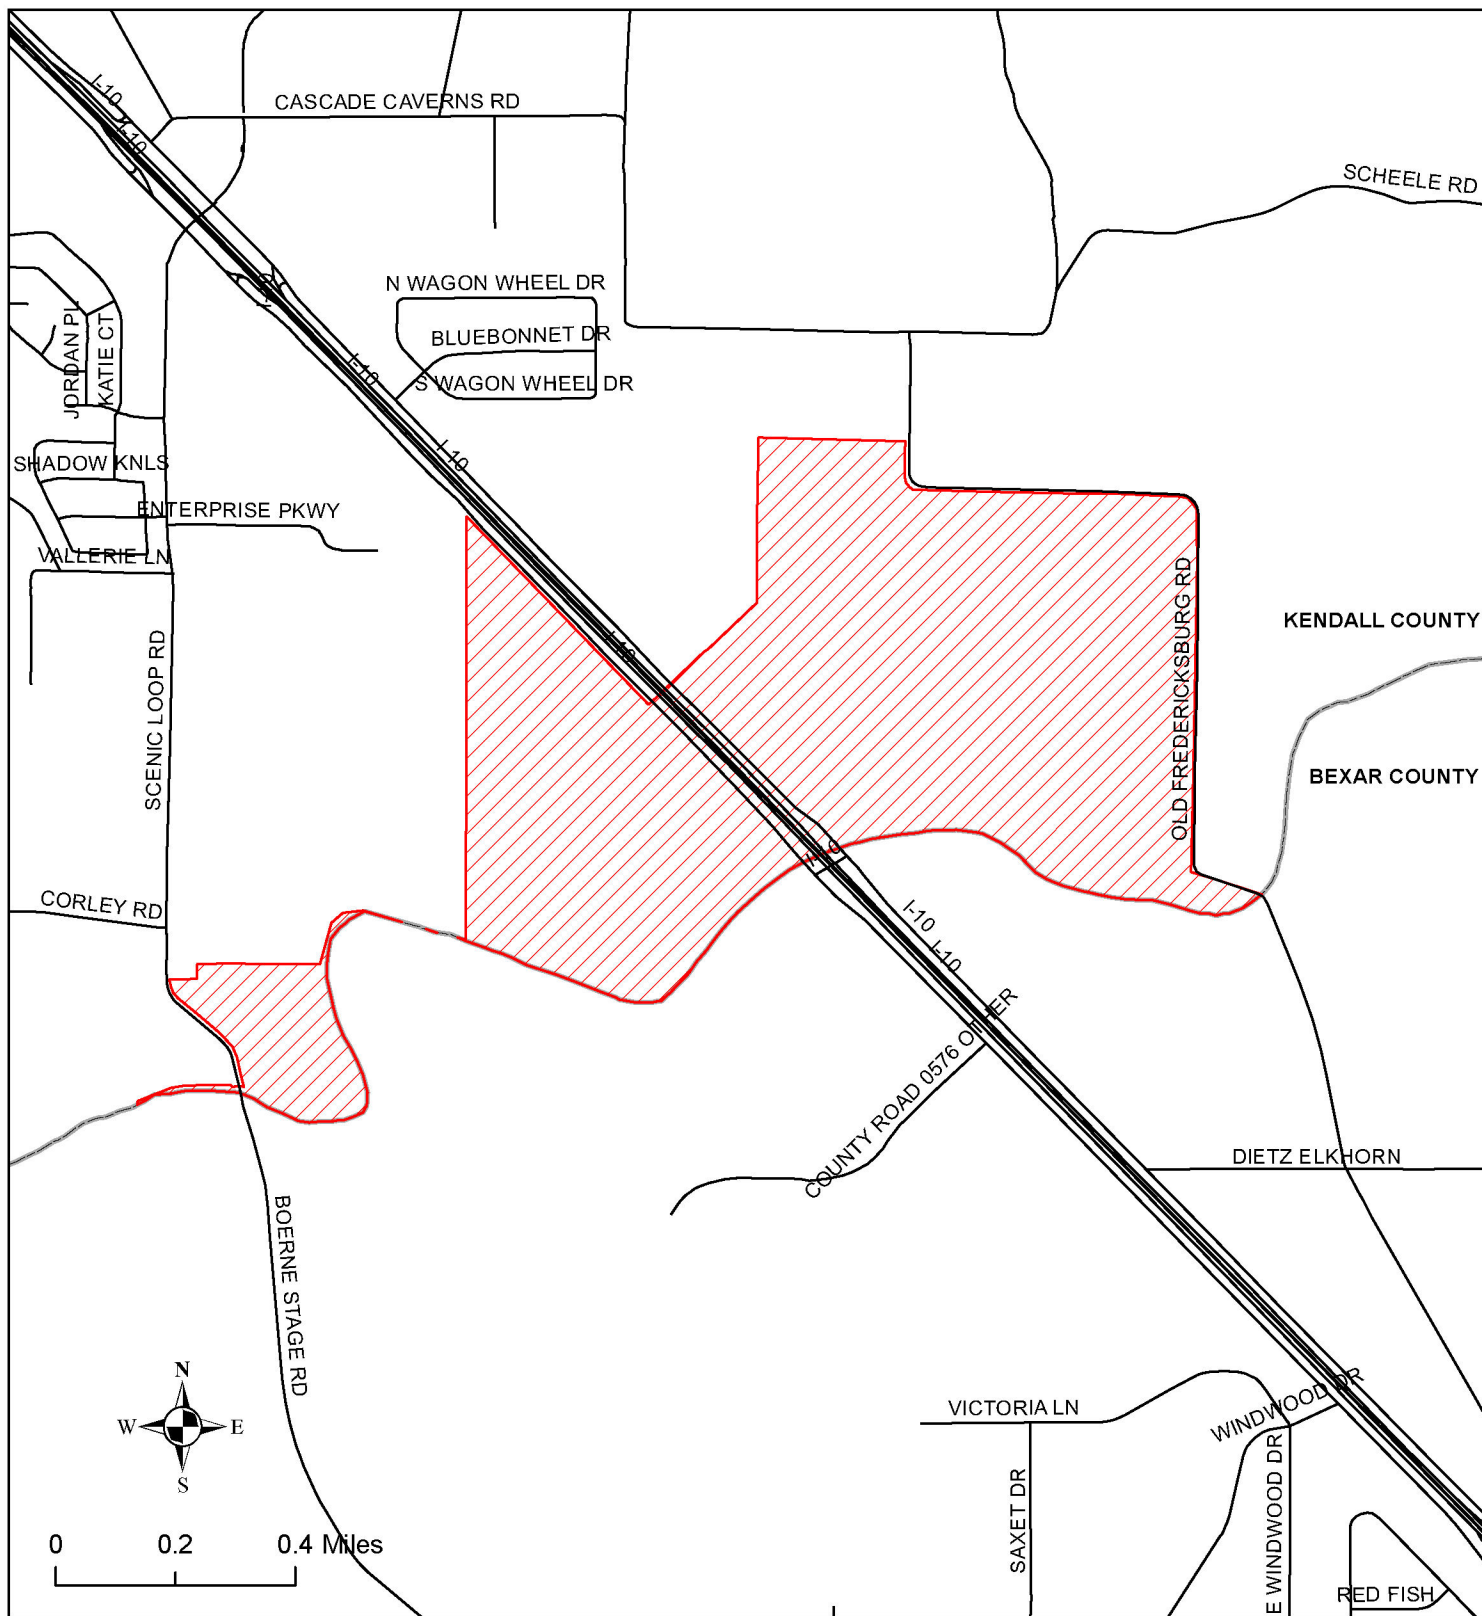 I-10
CASCADE CAVERNS RD
I-10
SCHEELE RD
I-10
N WAGON WHEEL DR
JORDAN PL
KATIE CT
BLUEBONNET DR
I-10
S WAGON WHEEL DR
I-10
SHADOW KNLS
ENTERPRISE PKWY
VALLERIE LN
OLD FREDERICKSBURG RD
KENDALL COUNTY
I-10
SCENIC LOOP RD
BEXAR COUNTY
I-10
CORLEY RD
I-10
I-10
COUNTY ROAD 0576 OTHER
DIETZ ELKHORN
BOERNE STAGE RD
N
W
E
S
VICTORIA LN
WINDWOOD DR
SAXET DR
E WINDWOOD DR
0 0.2 0.4 Miles
RED FISH